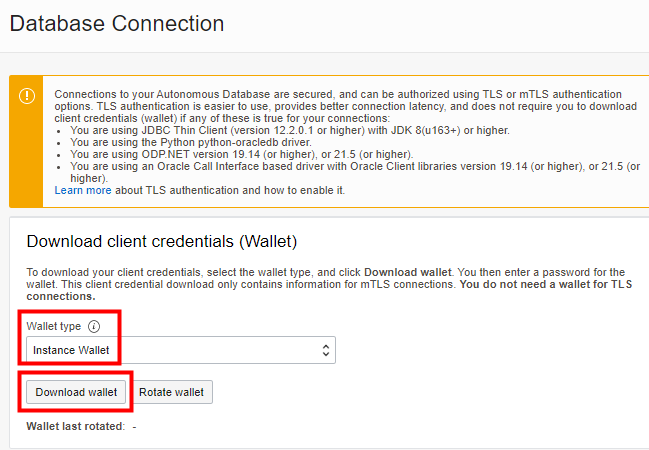 Database Connection
Connections to your Autonomous Database are secured, and can be authorized using TLS or mTLS authentication
options. TLS authentication is easier to use, provides better connection latency, and does not require you to download
client credentials (wallet) if any of these is true for your connections:
• You are using JDBC Thin Client (version 12.2.0.1 or higher) with JDK 8(u163+) or higher.
• You are using the Python python-oracledb driver.
• You are using ODP.NET version 19.14 (or higher), or 21.5 (or higher).
• You are using an Oracle Call Interface based driver with Oracle Client libraries version 19.14 (or higher), or 21.5 (or
higher).
Learn more about TLS authentication and how to enable it.
Download client credentials (Wallet)
To download your client credentials, select the wallet type, and click Download wallet. You then enter a password for the
wallet. This client credential download only contains information for mTLS connections. You do not need a wallet for TLS
connections.
Wallet type
Instance Wallet
Download wallet Rotate wallet
Wallet last rotated: -